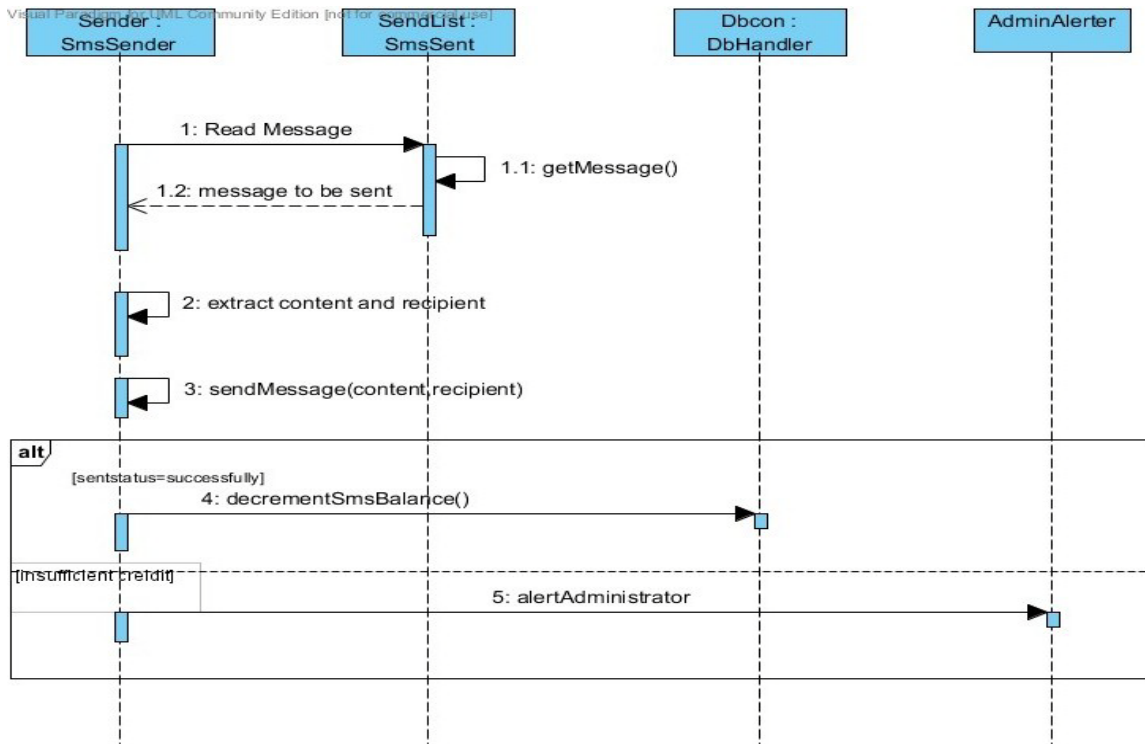 Visual Paradigm for UML Community Edition [not for commercial use]
Sender :
SmsSender
SendList :
SmsSent
Dbcon :
DbHandler
AdminAlerter
1: Read Message
1.1: getMessage()
1.2: message to be sent
2: extract content and recipient
3: sendMessage(content,recipient)
alt
[sentstatus=successfully]
4: decrementSmsBalance()
[insufficient creidit]
5: alertAdministrator